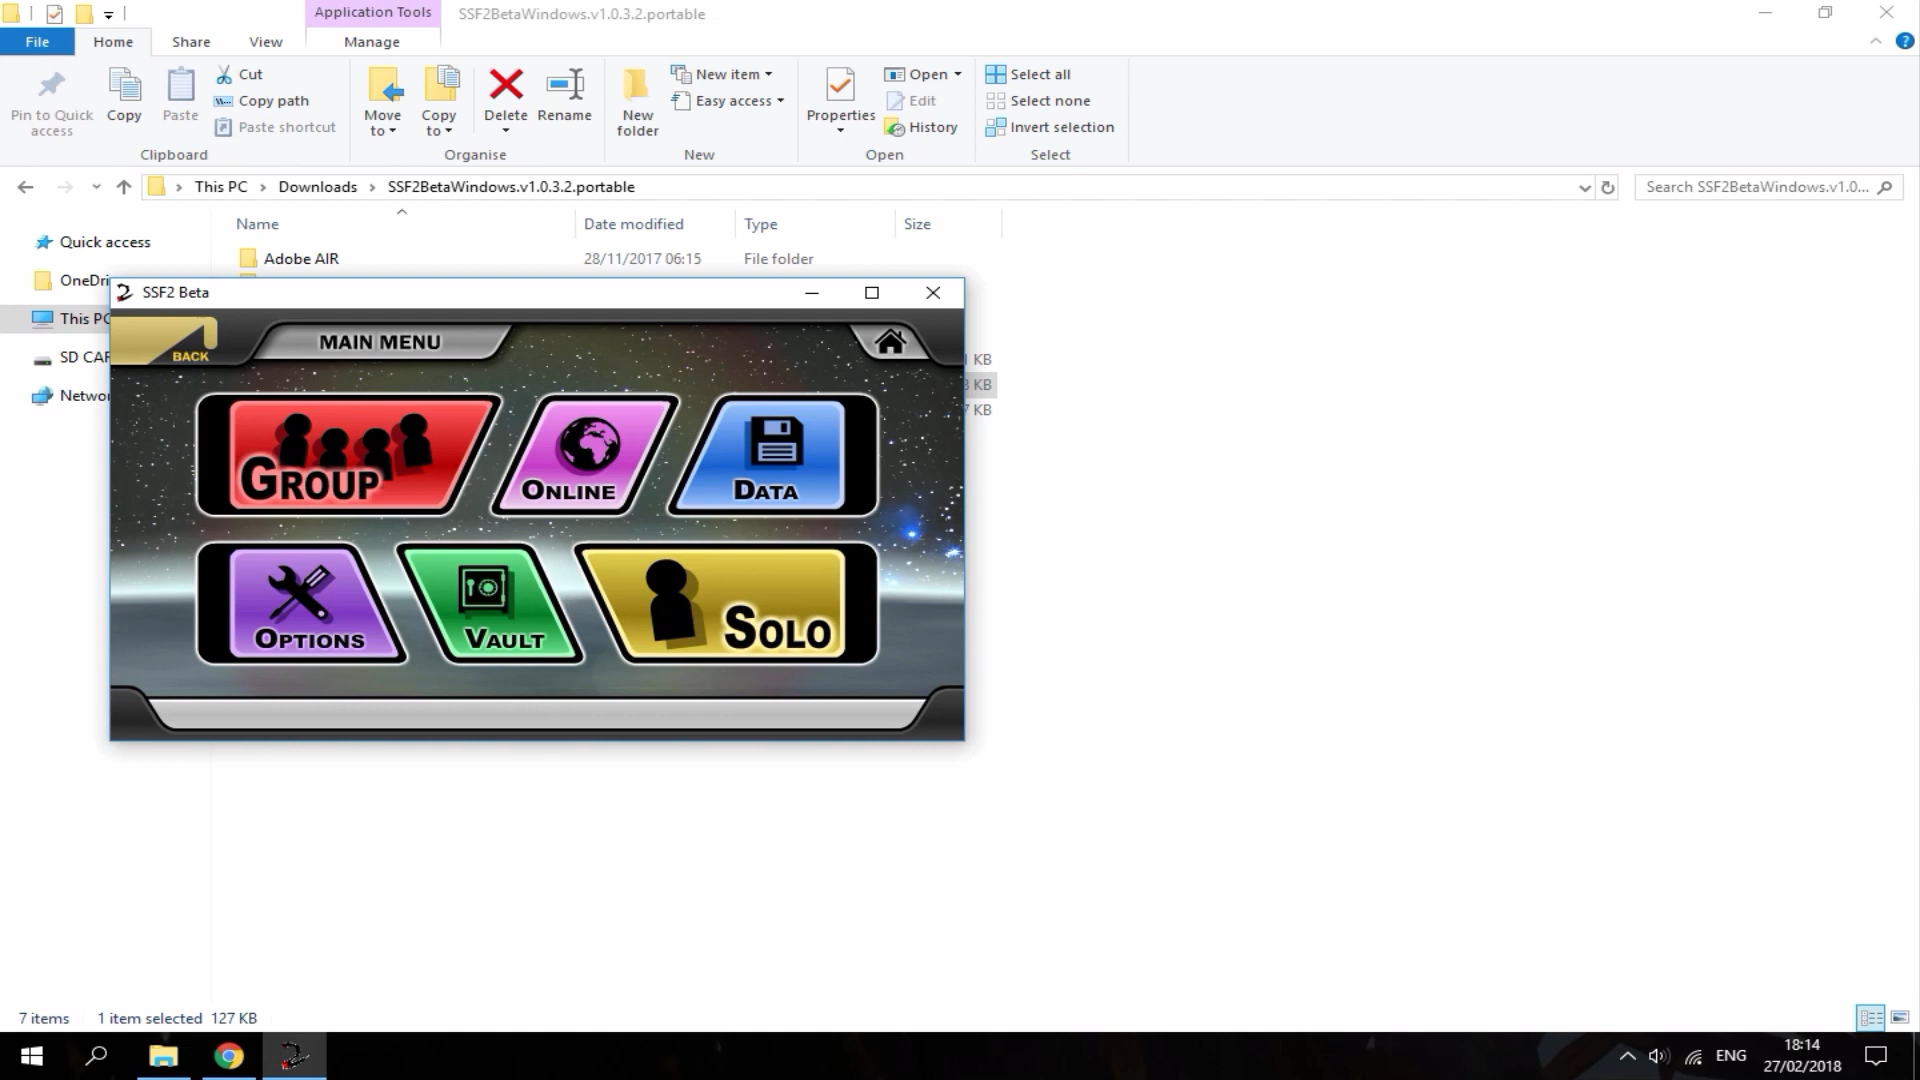 Application Tools
SSF2BetaWindows.v1.0.3.2.portable
File
Home
Share
View
Manage
Pin to Quick access
Copy
Paste
Cut
Copy path
Paste shortcut
Clipboard
Move to
Copy to
Delete
Rename
Organise
New folder
New item
Easy access
New
Properties
Open
Edit
History
Open
Select all
Select none
Invert selection
Select
This PC
Downloads
SSF2BetaWindows.v1.0.3.2.portable
Search SSF2BetaWindows.v1.0...
Name
Date modified
Type
Size
Quick access
Adobe AIR
28/11/2017 06:15
File folder
SSF2 Beta
This PC
KB
KB
KB
BACK
MAIN MENU
GROUP
ONLINE
DATA
OPTIONS
VAULT
SOLO
7 items
1 item selected 127 KB
ENG
18:14
27/02/2018